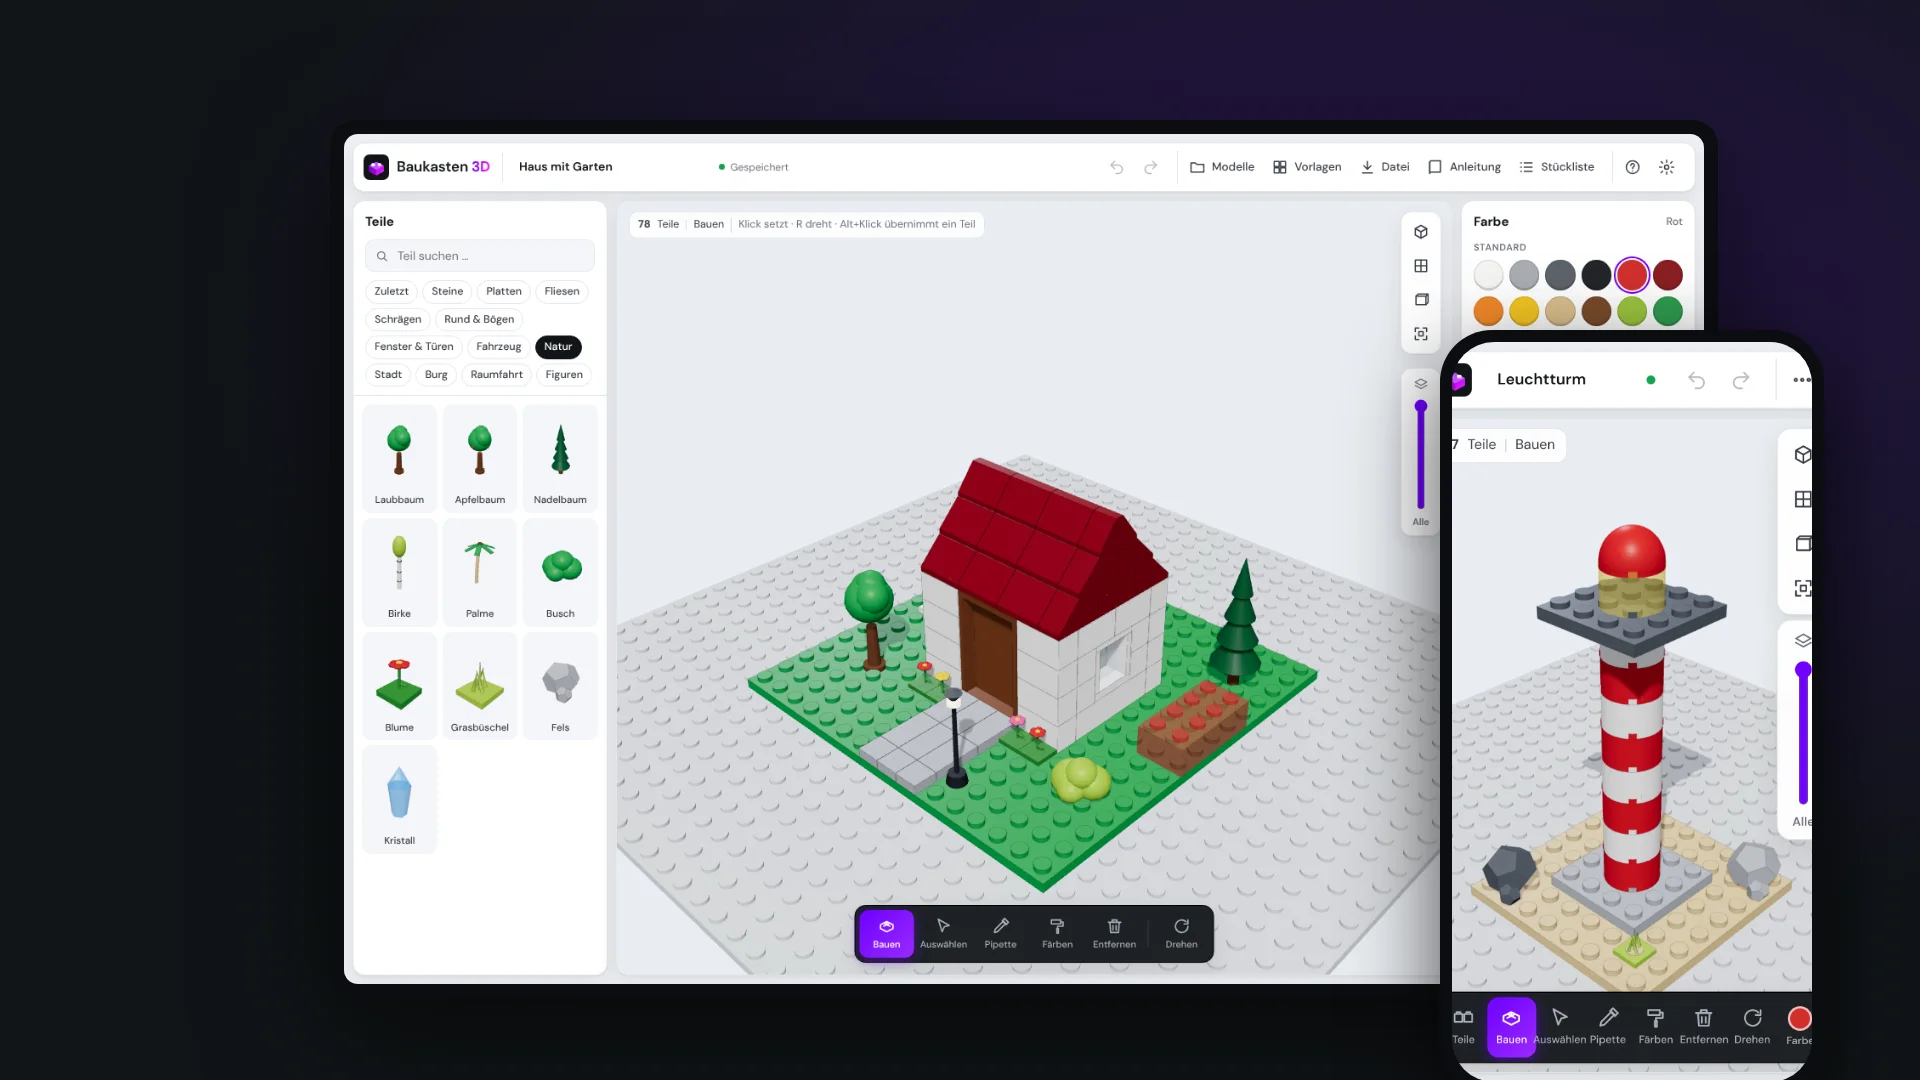 Baukasten 3D
Haus mit Garten
Gespeichert
Modelle
Vorlagen
Datei
Anleitung
Stückliste
Teile
Teil suchen ...
Zuletzt
Steine
Platten
Fliesen
Schrägen
Rund & Bögen
Fenster & Türen
Fahrzeug
Natur
Stadt
Burg
Raumfahrt
Figuren
Laubbaum
Apfelbaum
Nadelbaum
Birke
Palme
Busch
Blume
Grasbüschel
Fels
Kristall
78 Teile | Bauen | Klick setzt · R dreht · Alt+Klick übernimmt ein Teil
Alle
Farbe
Rot
STANDARD
Bauen
Auswählen
Pipette
Färben
Entfernen
Drehen
Leuchtturm
7 Teile | Bauen
Alle
Teile
Bauen
Auswählen
Pipette
Färben
Entfernen
Drehen
Farbe